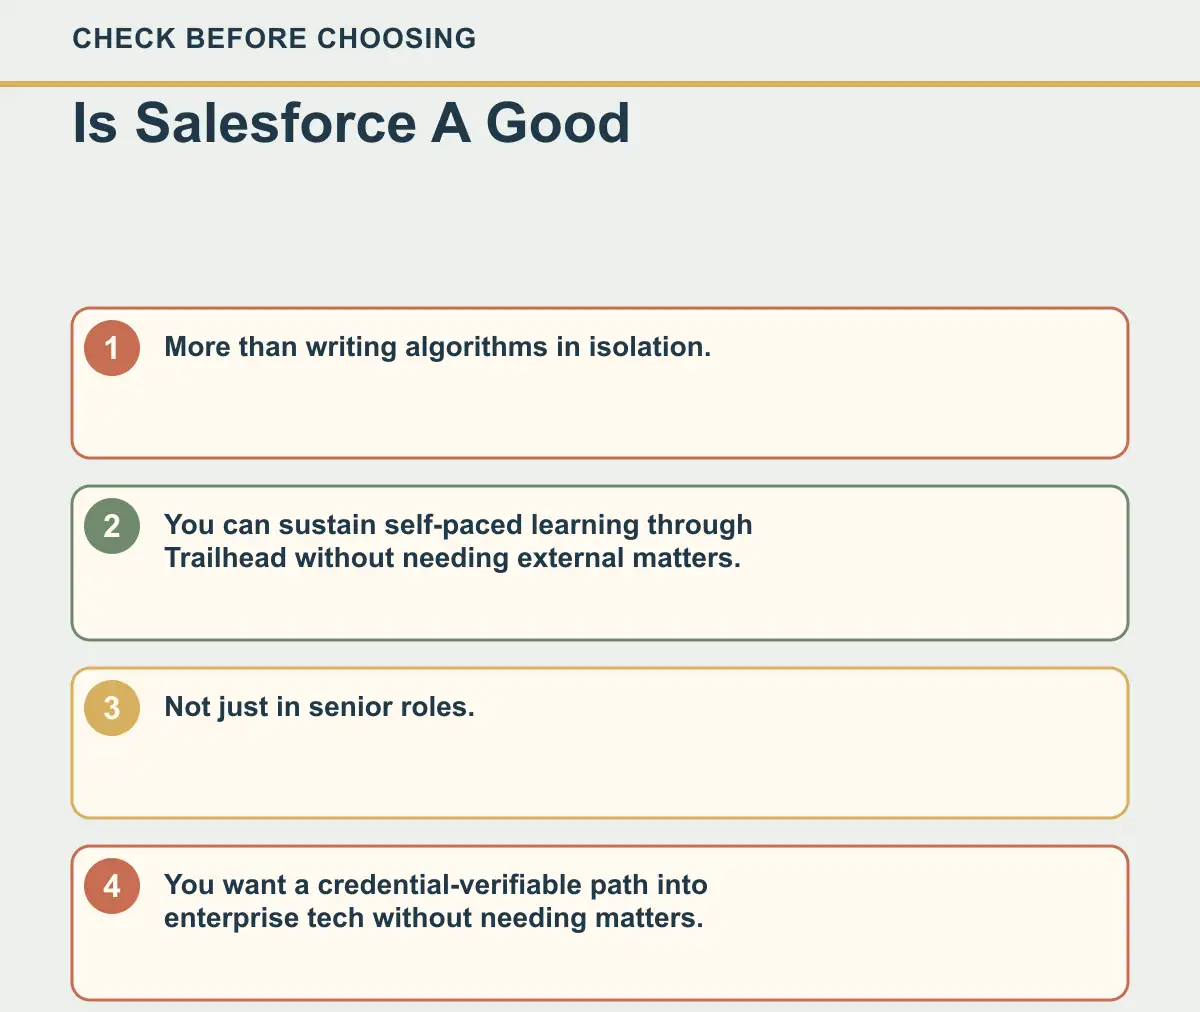 CHECK BEFORE CHOOSING
Is Salesforce A Good
1
More than writing algorithms in isolation.
2
You can sustain self-paced learning through
Trailhead without needing external matters.
3
Not just in senior roles.
4
You want a credential-verifiable path into
enterprise tech without needing matters.